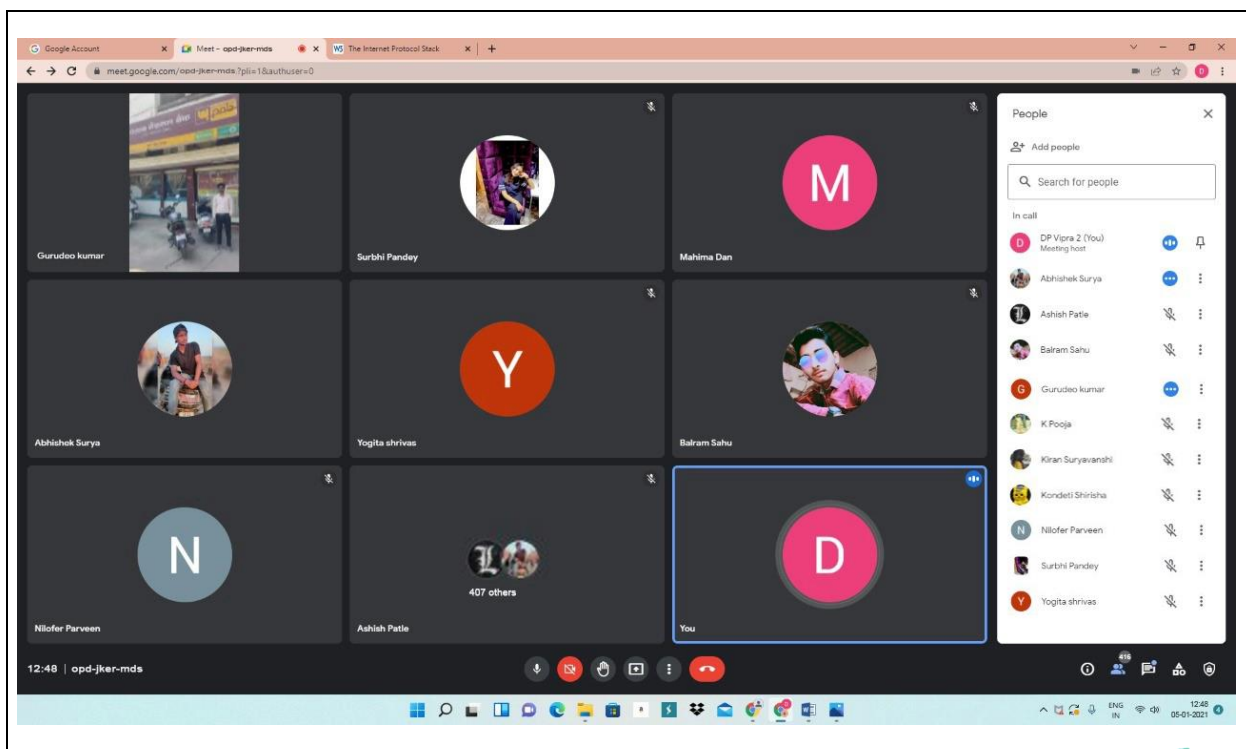 Google Account
Meet - opd-jker-mds
WS The Internet Protocol Stack
meet.google.com/opd-jker-mds?pli=1&authuser=0
D
Gurudeo kumar
Surbhi Pandey
M
Mahima Dan
Abhishek Surya
Y
Yogita shrivas
Balram Sahu
N
Nilofer Parveen
L
407 others
Ashish Patle
D
You
People
Add people
Search for people
In call
D
DP Vipra 2 (You)
Meeting host
Abhishek Surya
L
Ashish Patle
Balram Sahu
G
Gurudeo kumar
K Pooja
Kiran Suryavanshi
Kondeti Shirisha
N
Nilofer Parveen
Surbhi Pandey
Y
Yogita shrivas
12:48 | opd-jker-mds
416
ENG
IN
12:48
05-01-2021
4